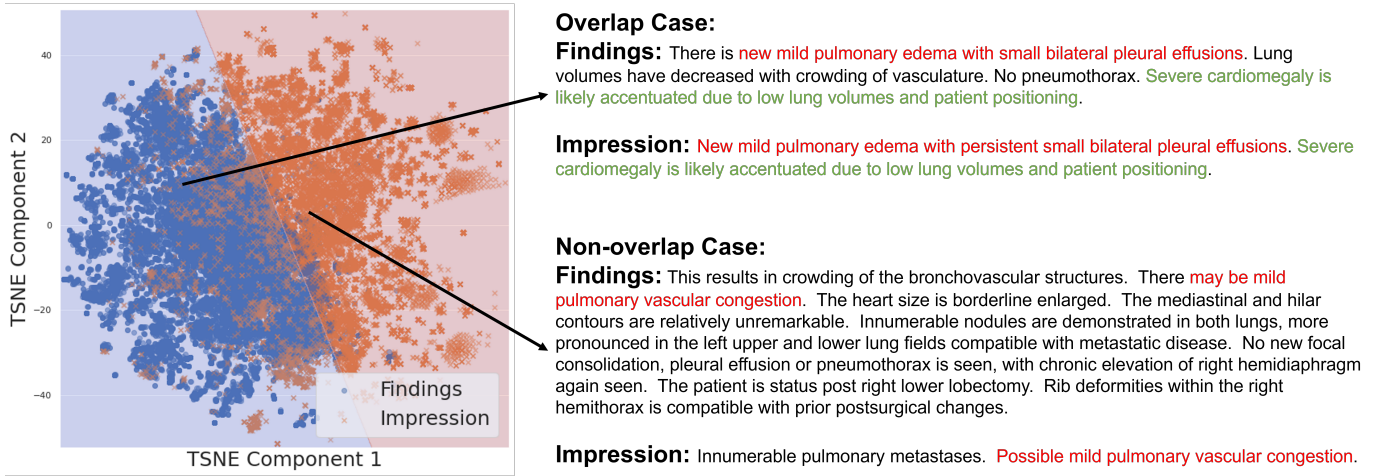 40
20
0
−20
−40
TSNE Component 2
TSNE Component 1
Findings
Impression
Overlap Case:
Findings: There is new mild pulmonary edema with small bilateral pleural effusions. Lung
volumes have decreased with crowding of vasculature. No pneumothorax. Severe cardiomegaly is
likely accentuated due to low lung volumes and patient positioning.
Impression: New mild pulmonary edema with persistent small bilateral pleural effusions. Severe
cardiomegaly is likely accentuated due to low lung volumes and patient positioning.
Non-overlap Case:
Findings: This results in crowding of the bronchovascular structures. There may be mild
pulmonary vascular congestion. The heart size is borderline enlarged. The mediastinal and hilar
contours are relatively unremarkable. Innumerable nodules are demonstrated in both lungs, more
pronounced in the left upper and lower lung fields compatible with metastatic disease. No new focal
consolidation, pleural effusion or pneumothorax is seen, with chronic elevation of right hemidiaphragm
again seen. The patient is status post right lower lobectomy. Rib deformities within the right
hemithorax is compatible with prior postsurgical changes.
Impression: Innumerable pulmonary metastases. Possible mild pulmonary vascular congestion.